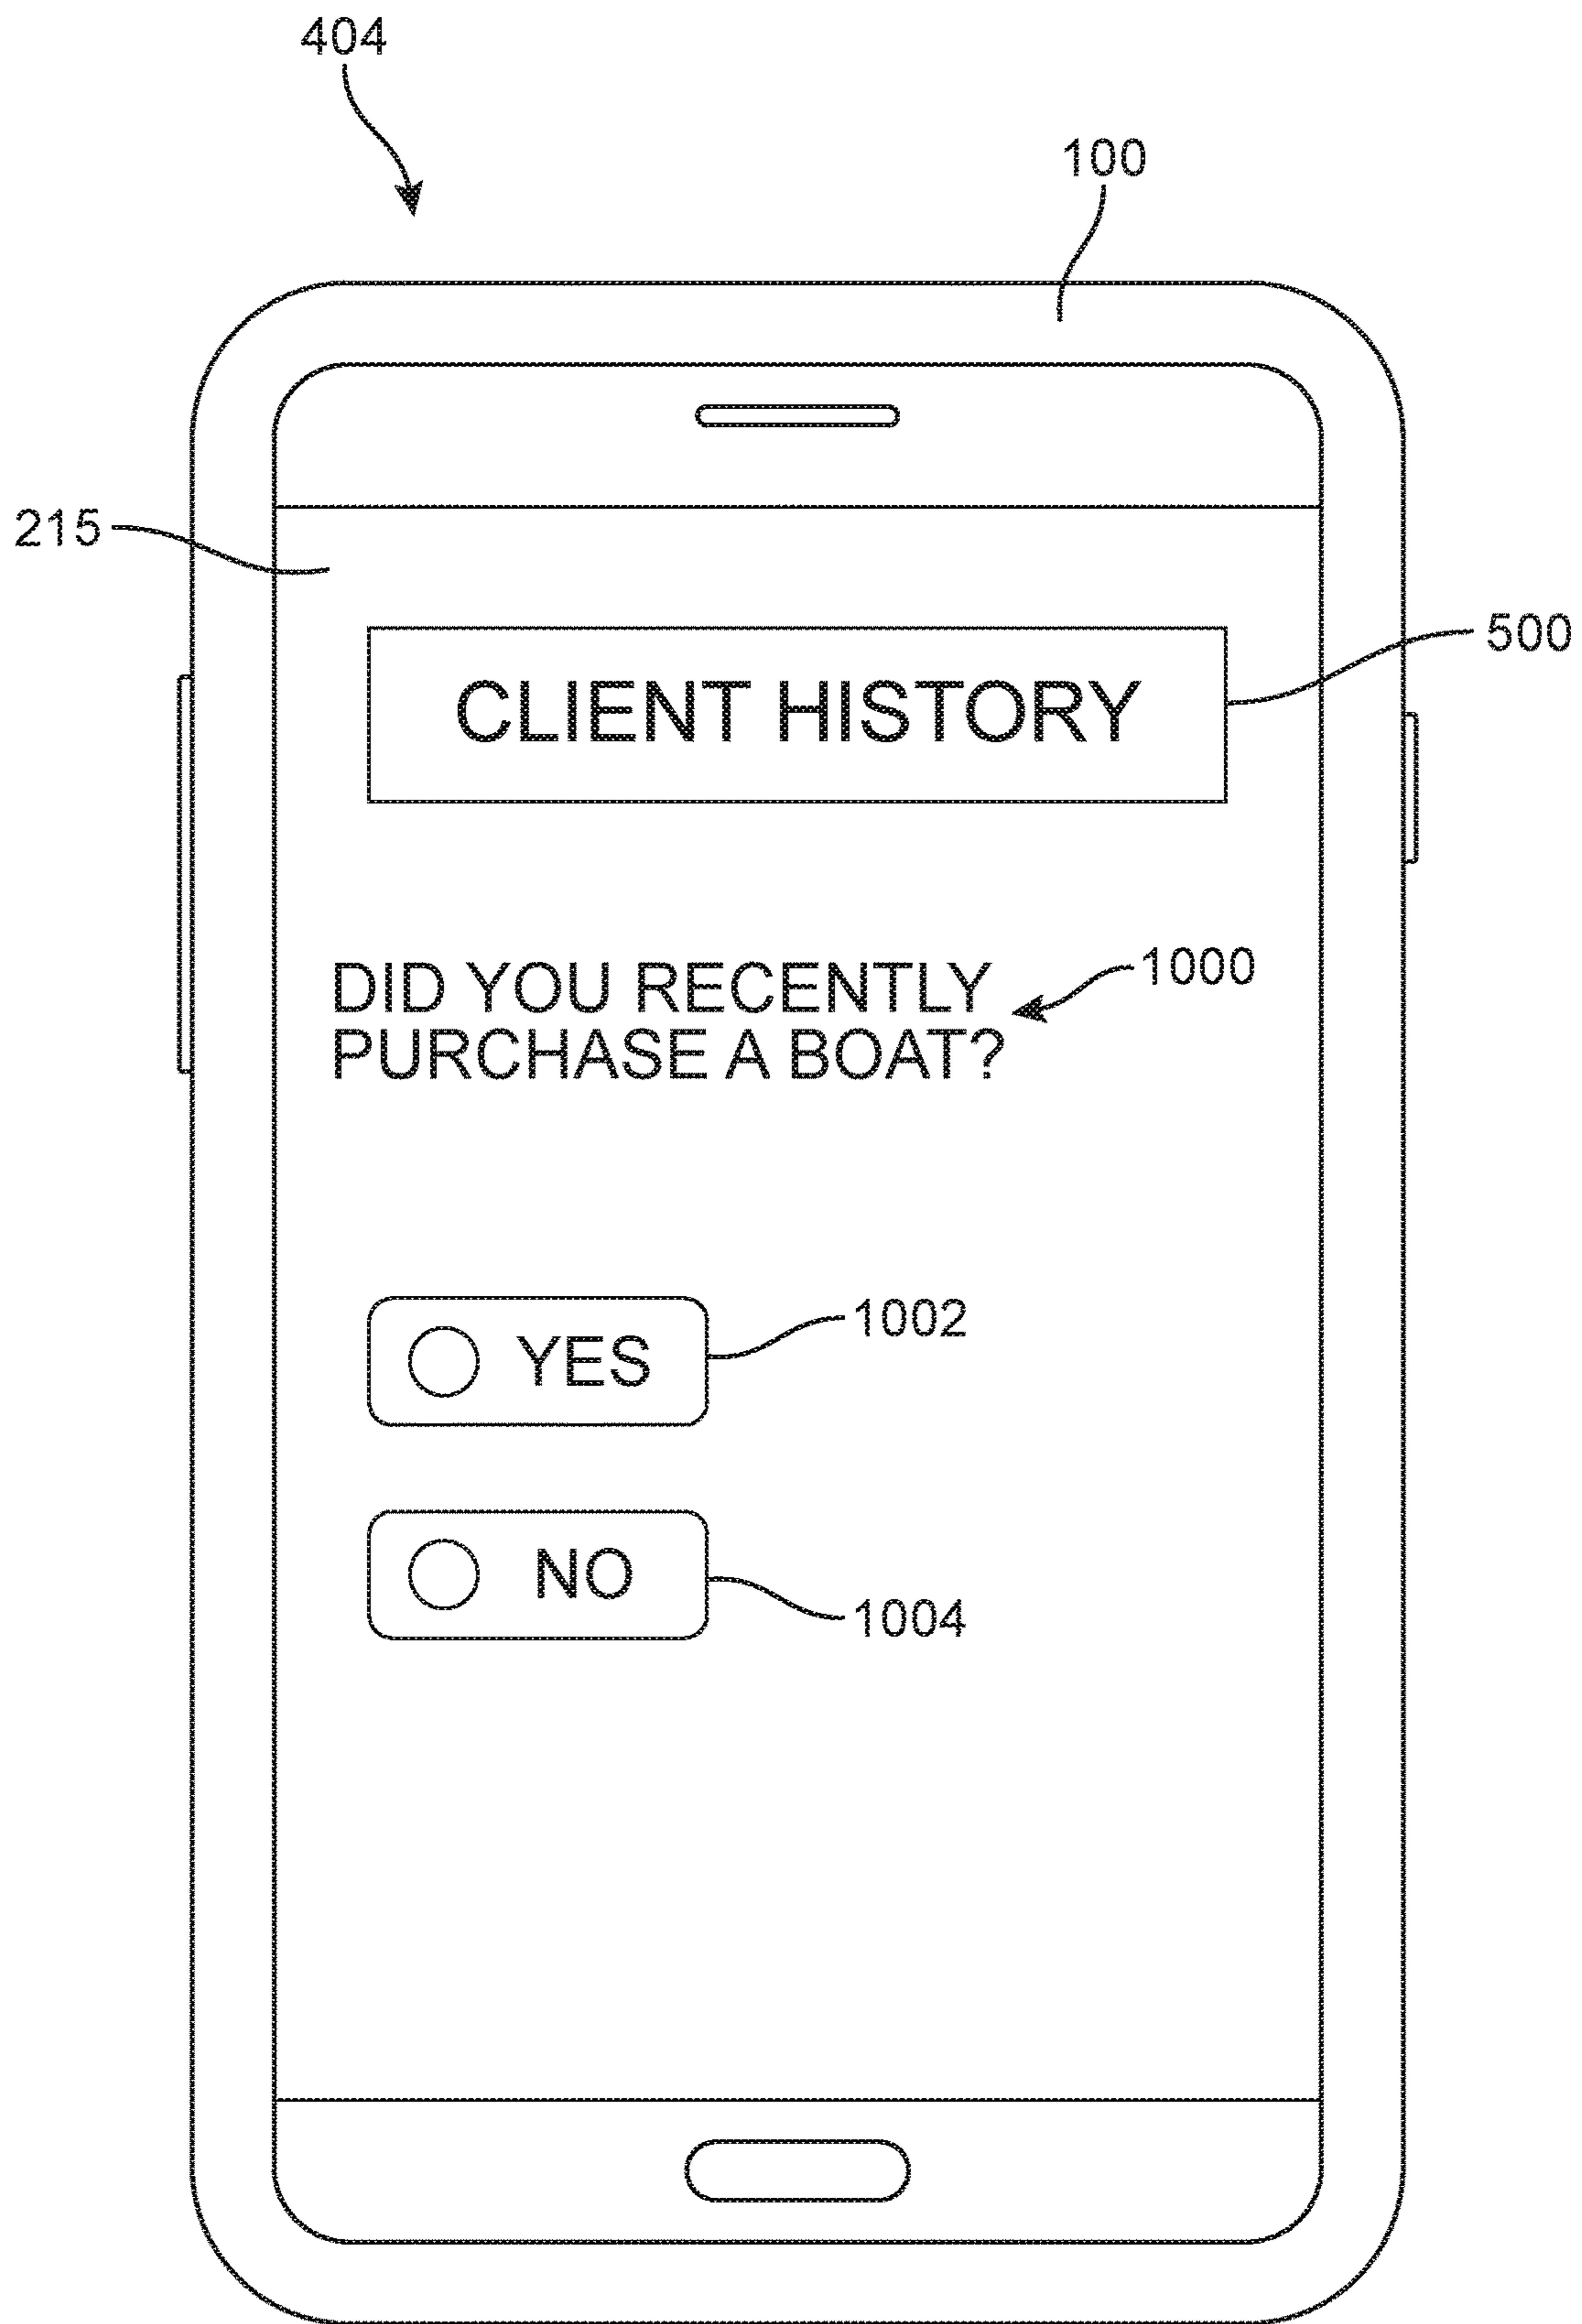 404
100
215
500
CLIENT HISTORY
DID YOU RECENTLY
1000
PURCHASE A BOAT?
YES
1002
NO
1004